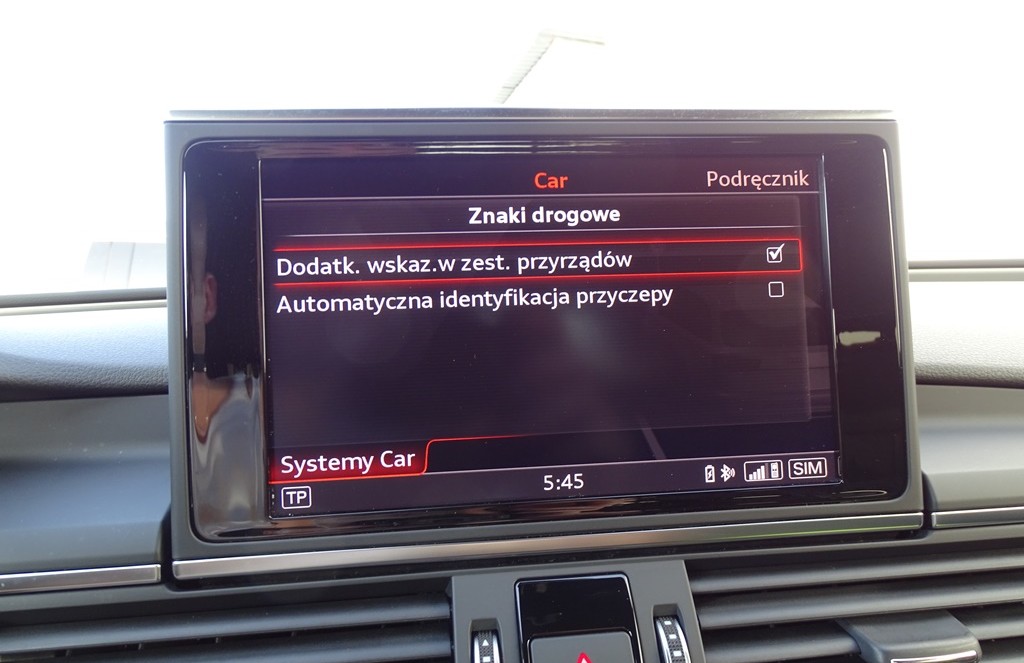 Car
Podręcznik
Znaki drogowe
Dodatk. wskaz.w zest. przyrządów
Automatyczna identyfikacja przyczepy
Systemy Car
TP
5:45
SIM